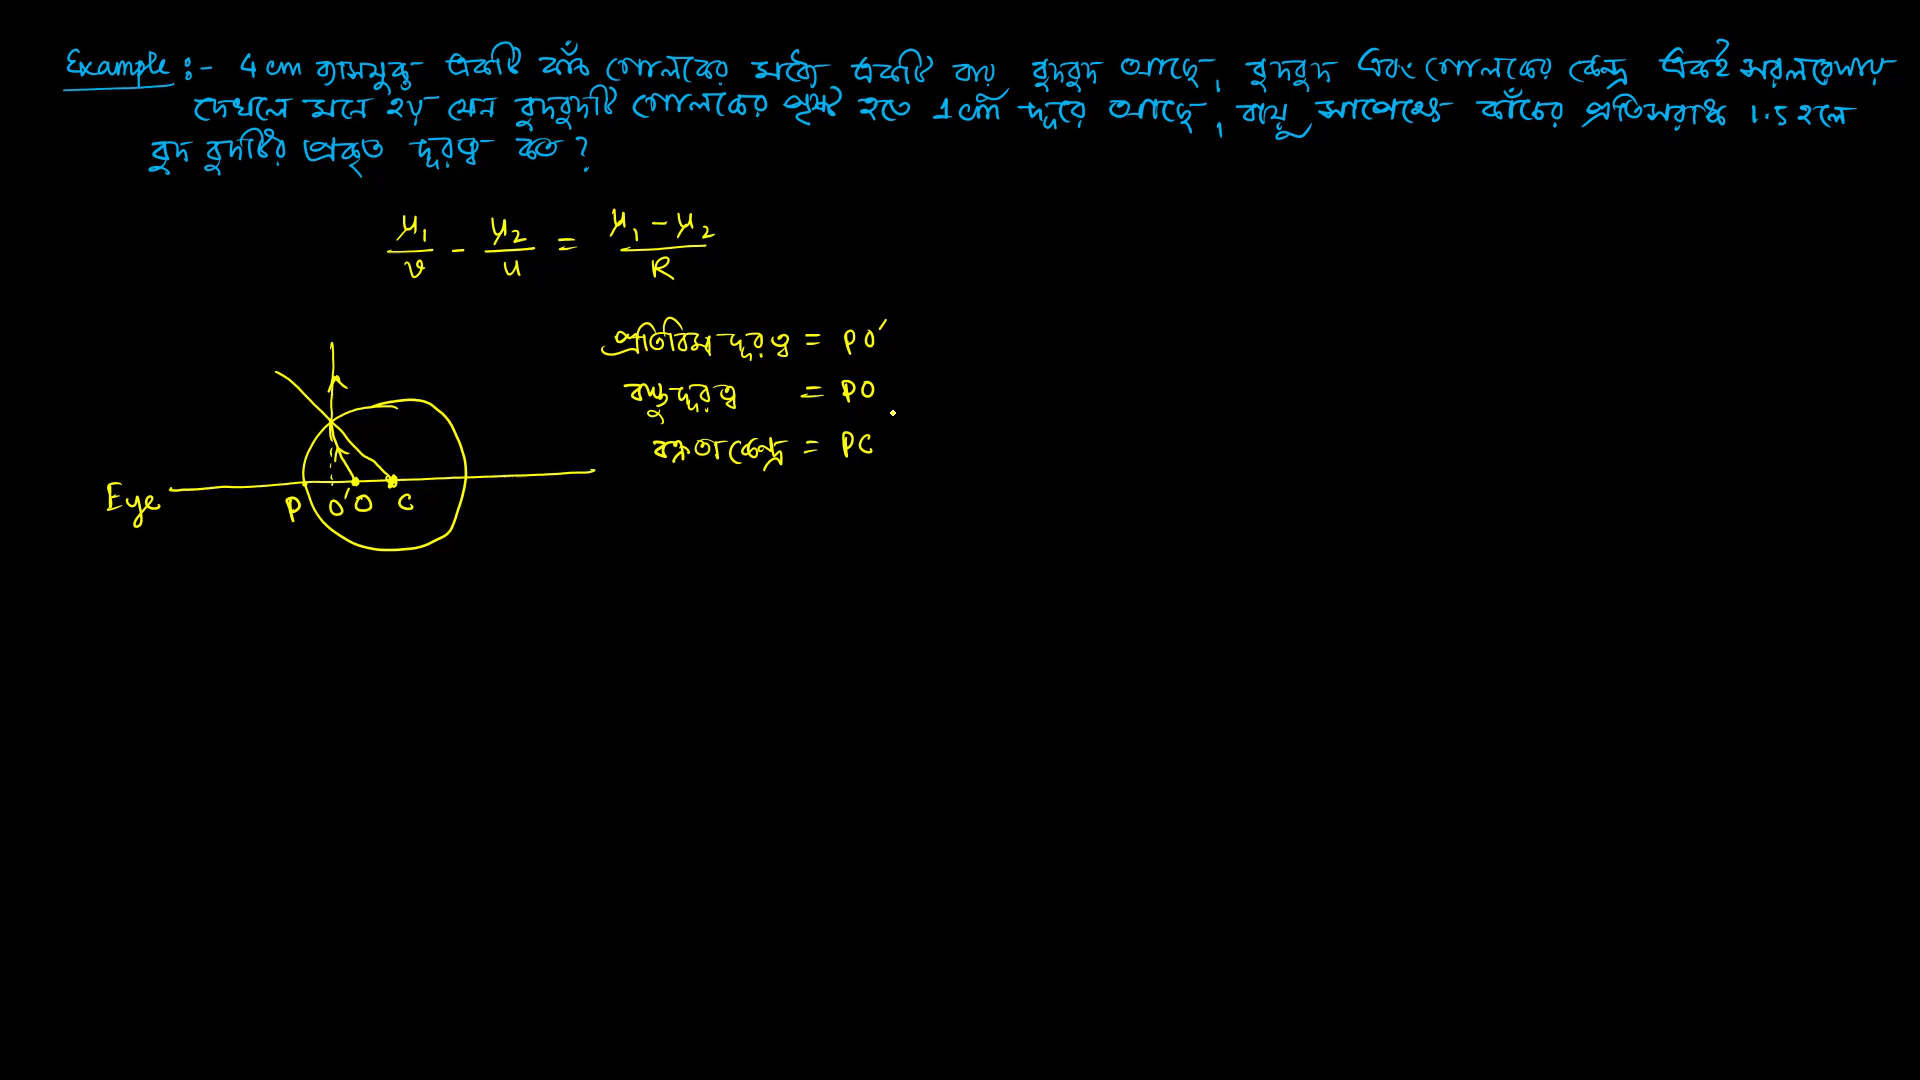 Example :- 4 cm ব্যাসযুক্ত একটি কাঁচ গোলকের মধ্যে একটি বায়ু বুদবুদ আছে, বুদবুদ এবং গোলকের কেন্দ্র একই সরলরেখায়
দেখলে মনে হয় যেন বুদবুদটি গোলকের পৃষ্ঠ হতে 1 cm দূরে আছে, বায়ু সাপেক্ষে কাঁচের প্রতিসরাঙ্ক 1.5 হলে
বুদ বুদটির প্রকৃত দূরত্ব কত ?
μ₁/v - μ₂/u = μ₁ - μ₂/R
প্রতিবিম্ব দূরত্ব = PO'
বস্তু দূরত্ব = PO
বক্রতা কেন্দ্র = PC
Eye P O' O C